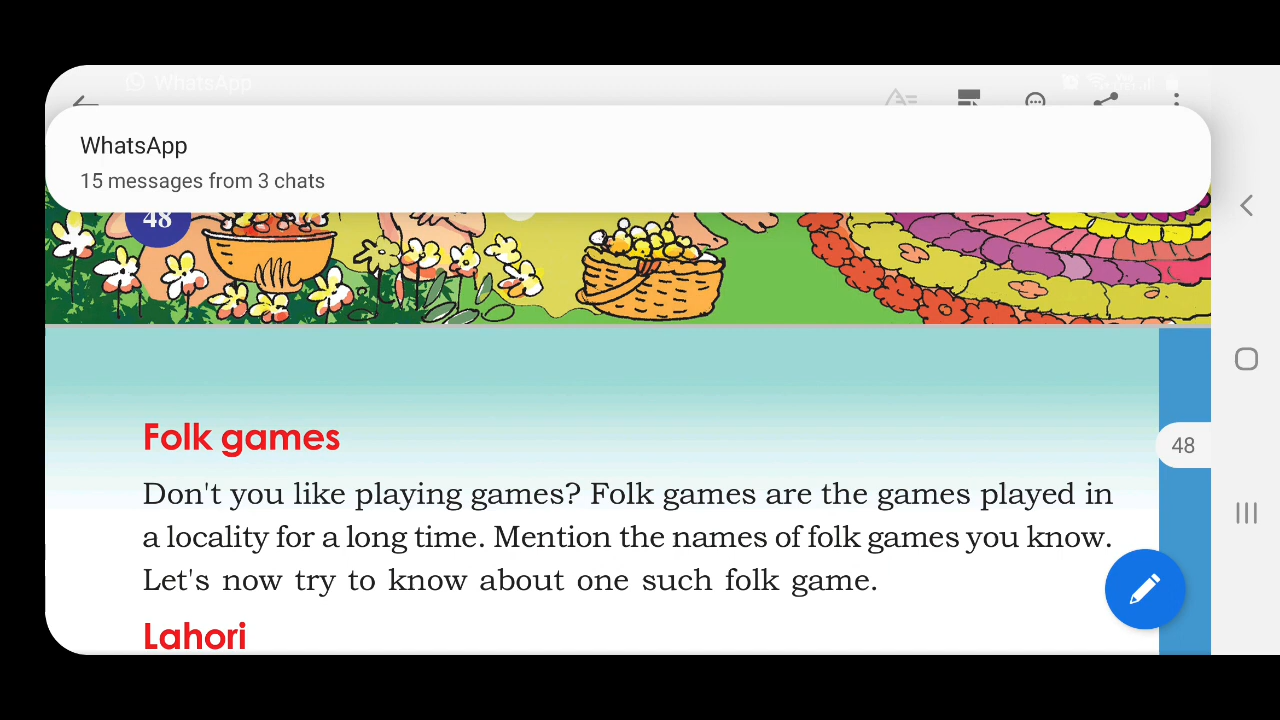 WhatsApp
WhatsApp
15 messages from 3 chats
48
Folk games
Don't you like playing games? Folk games are the games played in
a locality for a long time. Mention the names of folk games you know.
Let's now try to know about one such folk game.
Lahori
48